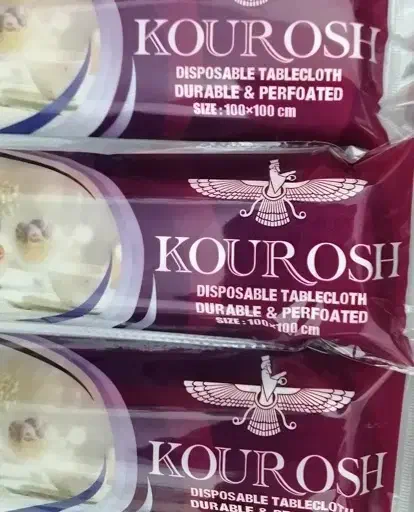 KOUROSH
DISPOSABLE TABLECLOTH
DURABLE & PERFOATED
SIZE : 100×100 cm
KOUROSH
DISPOSABLE TABLECLOTH
DURABLE & PERFOATED
SIZE : 100×100 cm
KOUROSH
DISPOSABLE TABLECLOTH
DURABLE &